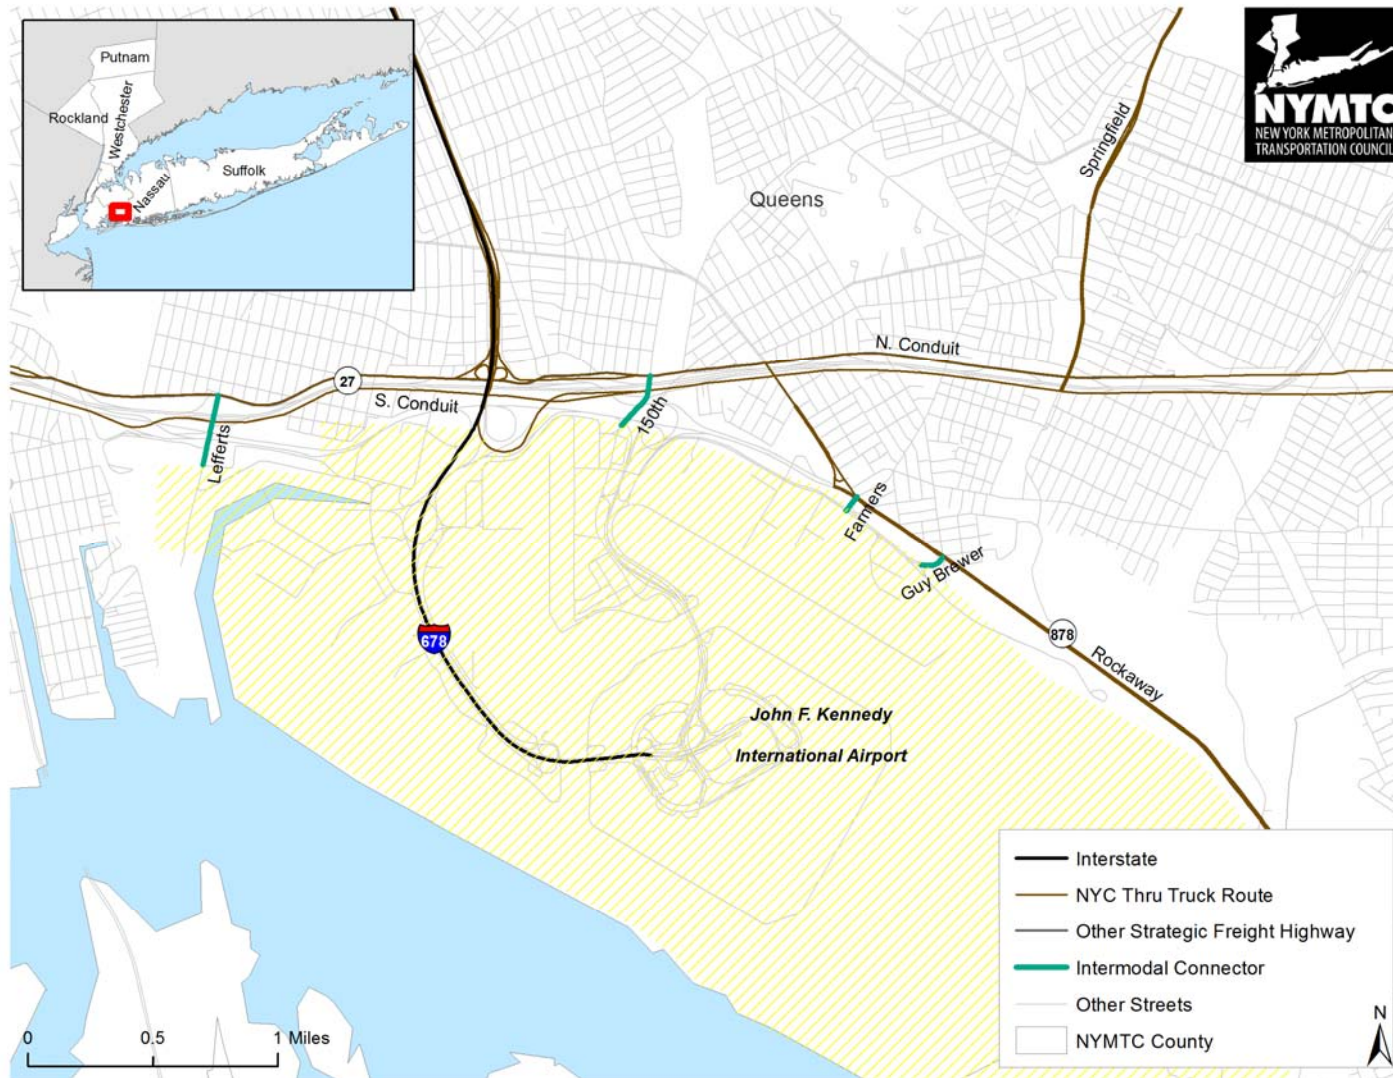 Putnam
Rockland
Westchester
Nassau
Suffolk
NYMTC
NEW YORK METROPOLITAN
TRANSPORTATION COUNCIL
Springfield
Queens
N. Conduit
27
S. Conduit
150th
Lefferts
Farmers
Guy Brewer
678
878
Rockaway
John F. Kennedy
International Airport
Interstate
NYC Thru Truck Route
Other Strategic Freight Highway
Intermodal Connector
Other Streets
NYMTC County
N
0 0.5 1 Miles